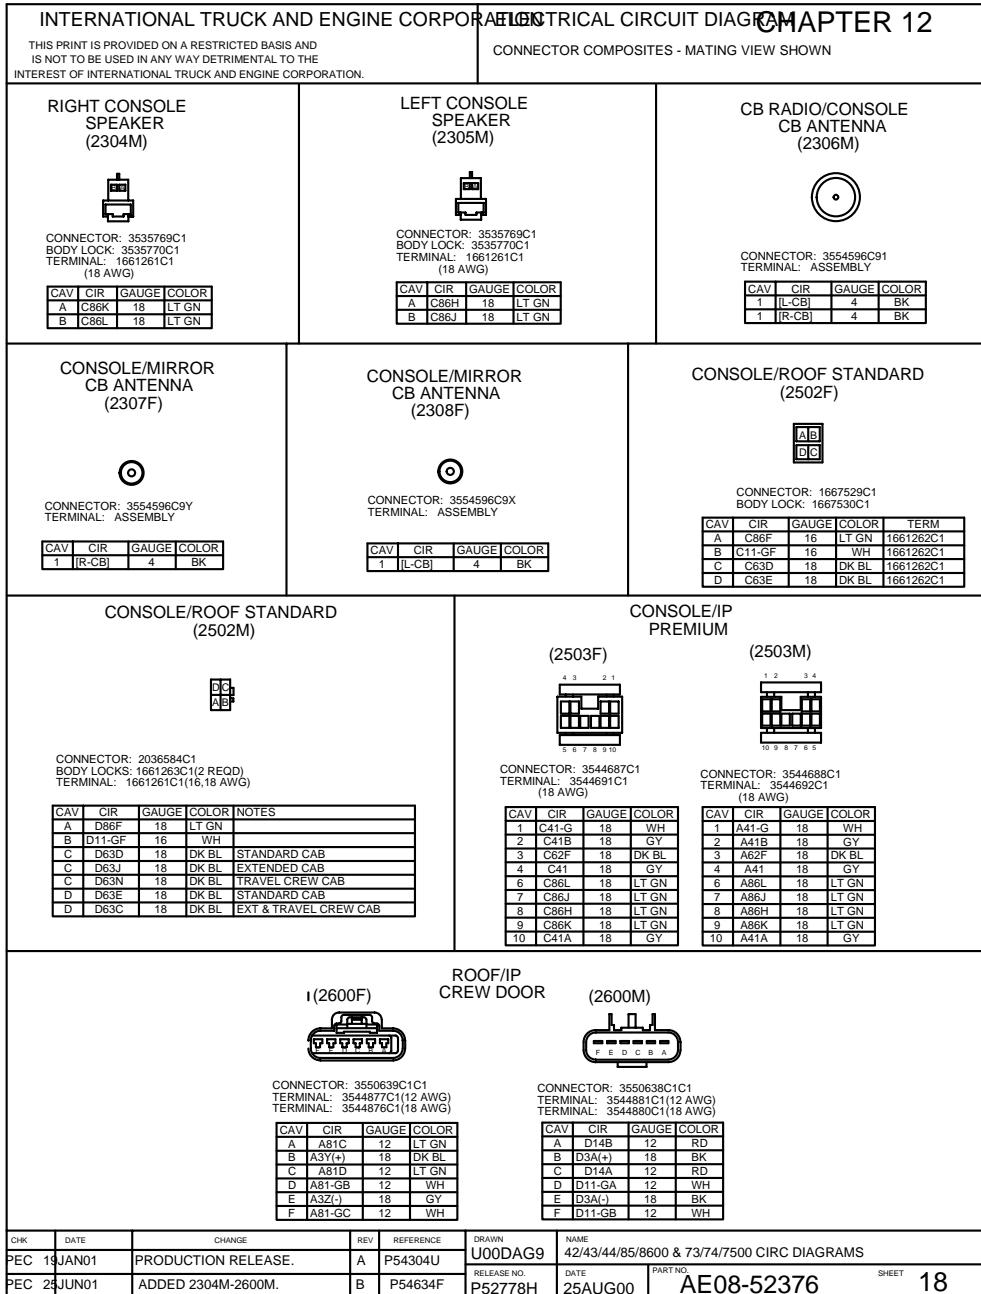 INTERNATIONAL TRUCK AND ENGINE CORPORATION
ELECTRICAL CIRCUIT DIAGRAM
CHAPTER 12
THIS PRINT IS PROVIDED ON A RESTRICTED BASIS AND
IS NOT TO BE USED IN ANY WAY DETRIMENTAL TO THE
INTEREST OF INTERNATIONAL TRUCK AND ENGINE CORPORATION.
CONNECTOR COMPOSITES - MATING VIEW SHOWN
RIGHT CONSOLE
SPEAKER
(2304M)
CONNECTOR: 3535769C1
BODY LOCK: 3535770C1
TERMINAL: 1661261C1
(18 AWG)
CAV CIR GAUGE COLOR
A C86K 18 LT GN
B C86L 18 LT GN
LEFT CONSOLE
SPEAKER
(2305M)
CONNECTOR: 3535769C1
BODY LOCK: 3535770C1
TERMINAL: 1661261C1
(18 AWG)
CAV CIR GAUGE COLOR
A C86H 18 LT GN
B C86J 18 LT GN
CB RADIO/CONSOLE
CB ANTENNA
(2306M)
CONNECTOR: 3554596C91
TERMINAL: ASSEMBLY
CAV CIR GAUGE COLOR
1 [L-CB] 4 BK
1 [R-CB] 4 BK
CONSOLE/MIRROR
CB ANTENNA
(2307F)
CONNECTOR: 3554596C9Y
TERMINAL: ASSEMBLY
CAV CIR GAUGE COLOR
1 [R-CB] 4 BK
CONSOLE/MIRROR
CB ANTENNA
(2308F)
CONNECTOR: 3554596C9X
TERMINAL: ASSEMBLY
CAV CIR GAUGE COLOR
1 [L-CB] 4 BK
CONSOLE/ROOF STANDARD
(2502F)
A B
D C
CONNECTOR: 1667529C1
BODY LOCK: 1667530C1
CAV CIR GAUGE COLOR TERM
A C86F 16 LT GN 1661262C1
B C11-GF 16 WH 1661262C1
C C63D 18 DK BL 1661262C1
D C63E 18 DK BL 1661262C1
CONSOLE/ROOF STANDARD
(2502M)
D C
A B
CONNECTOR: 2036584C1
BODY LOCKS: 1661263C1(2 REQD)
TERMINAL: 1661261C1(16,18 AWG)
CAV CIR GAUGE COLOR NOTES
A D86F 18 LT GN
B D11-GF 16 WH
C D63D 18 DK BL STANDARD CAB
C D63J 18 DK BL EXTENDED CAB
C D63N 18 DK BL TRAVEL CREW CAB
D D63E 18 DK BL STANDARD CAB
D D63C 18 DK BL EXT & TRAVEL CREW CAB
CONSOLE/IP
PREMIUM
(2503F)
4 3 2 1
5 6 7 8 9 10
CONNECTOR: 3544687C1
TERMINAL: 3544691C1
(18 AWG)
CAV CIR GAUGE COLOR
1 C41-G 18 WH
2 C41B 18 GY
3 C62F 18 DK BL
4 C41 18 GY
6 C86L 18 LT GN
7 C86J 18 LT GN
8 C86H 18 LT GN
9 C86K 18 LT GN
10 C41A 18 GY
(2503M)
1 2 3 4
10 9 8 7 6 5
CONNECTOR: 3544688C1
TERMINAL: 3544692C1
(18 AWG)
CAV CIR GAUGE COLOR
1 A41-G 18 WH
2 A41B 18 GY
3 A62F 18 DK BL
4 A41 18 GY
6 A86L 18 LT GN
7 A86J 18 LT GN
8 A86H 18 LT GN
9 A86K 18 LT GN
10 A41A 18 GY
ROOF/IP
CREW DOOR
(2600F)
F E D C B A
CONNECTOR: 3550639C1C1
TERMINAL: 3544877C1(12 AWG)
TERMINAL: 3544876C1(18 AWG)
CAV CIR GAUGE COLOR
A A81C 12 LT GN
B A3Y(+) 18 DK BL
C A81D 12 LT GN
D A81-GB 12 WH
E A3Z(-) 18 GY
F A81-GC 12 WH
(2600M)
F E D C B A
CONNECTOR: 3550638C1C1
TERMINAL: 3544881C1(12 AWG)
TERMINAL: 3544880C1(18 AWG)
CAV CIR GAUGE COLOR
A D14B 12 RD
B D3A(+) 18 BK
C D14A 12 RD
D D11-GA 12 WH
E D3A(-) 18 BK
F D11-GB 12 WH
CHK DATE CHANGE REV REFERENCE
PEC 19JAN01 PRODUCTION RELEASE. A P54304U
PEC 25JUN01 ADDED 2304M-2600M. B P54634F
DRAWN
U00DAG9
NAME
42/43/44/85/8600 & 73/74/7500 CIRC DIAGRAMS
RELEASE NO.
P52778H
DATE
25AUG00
PART NO.
AE08-52376
SHEET 18